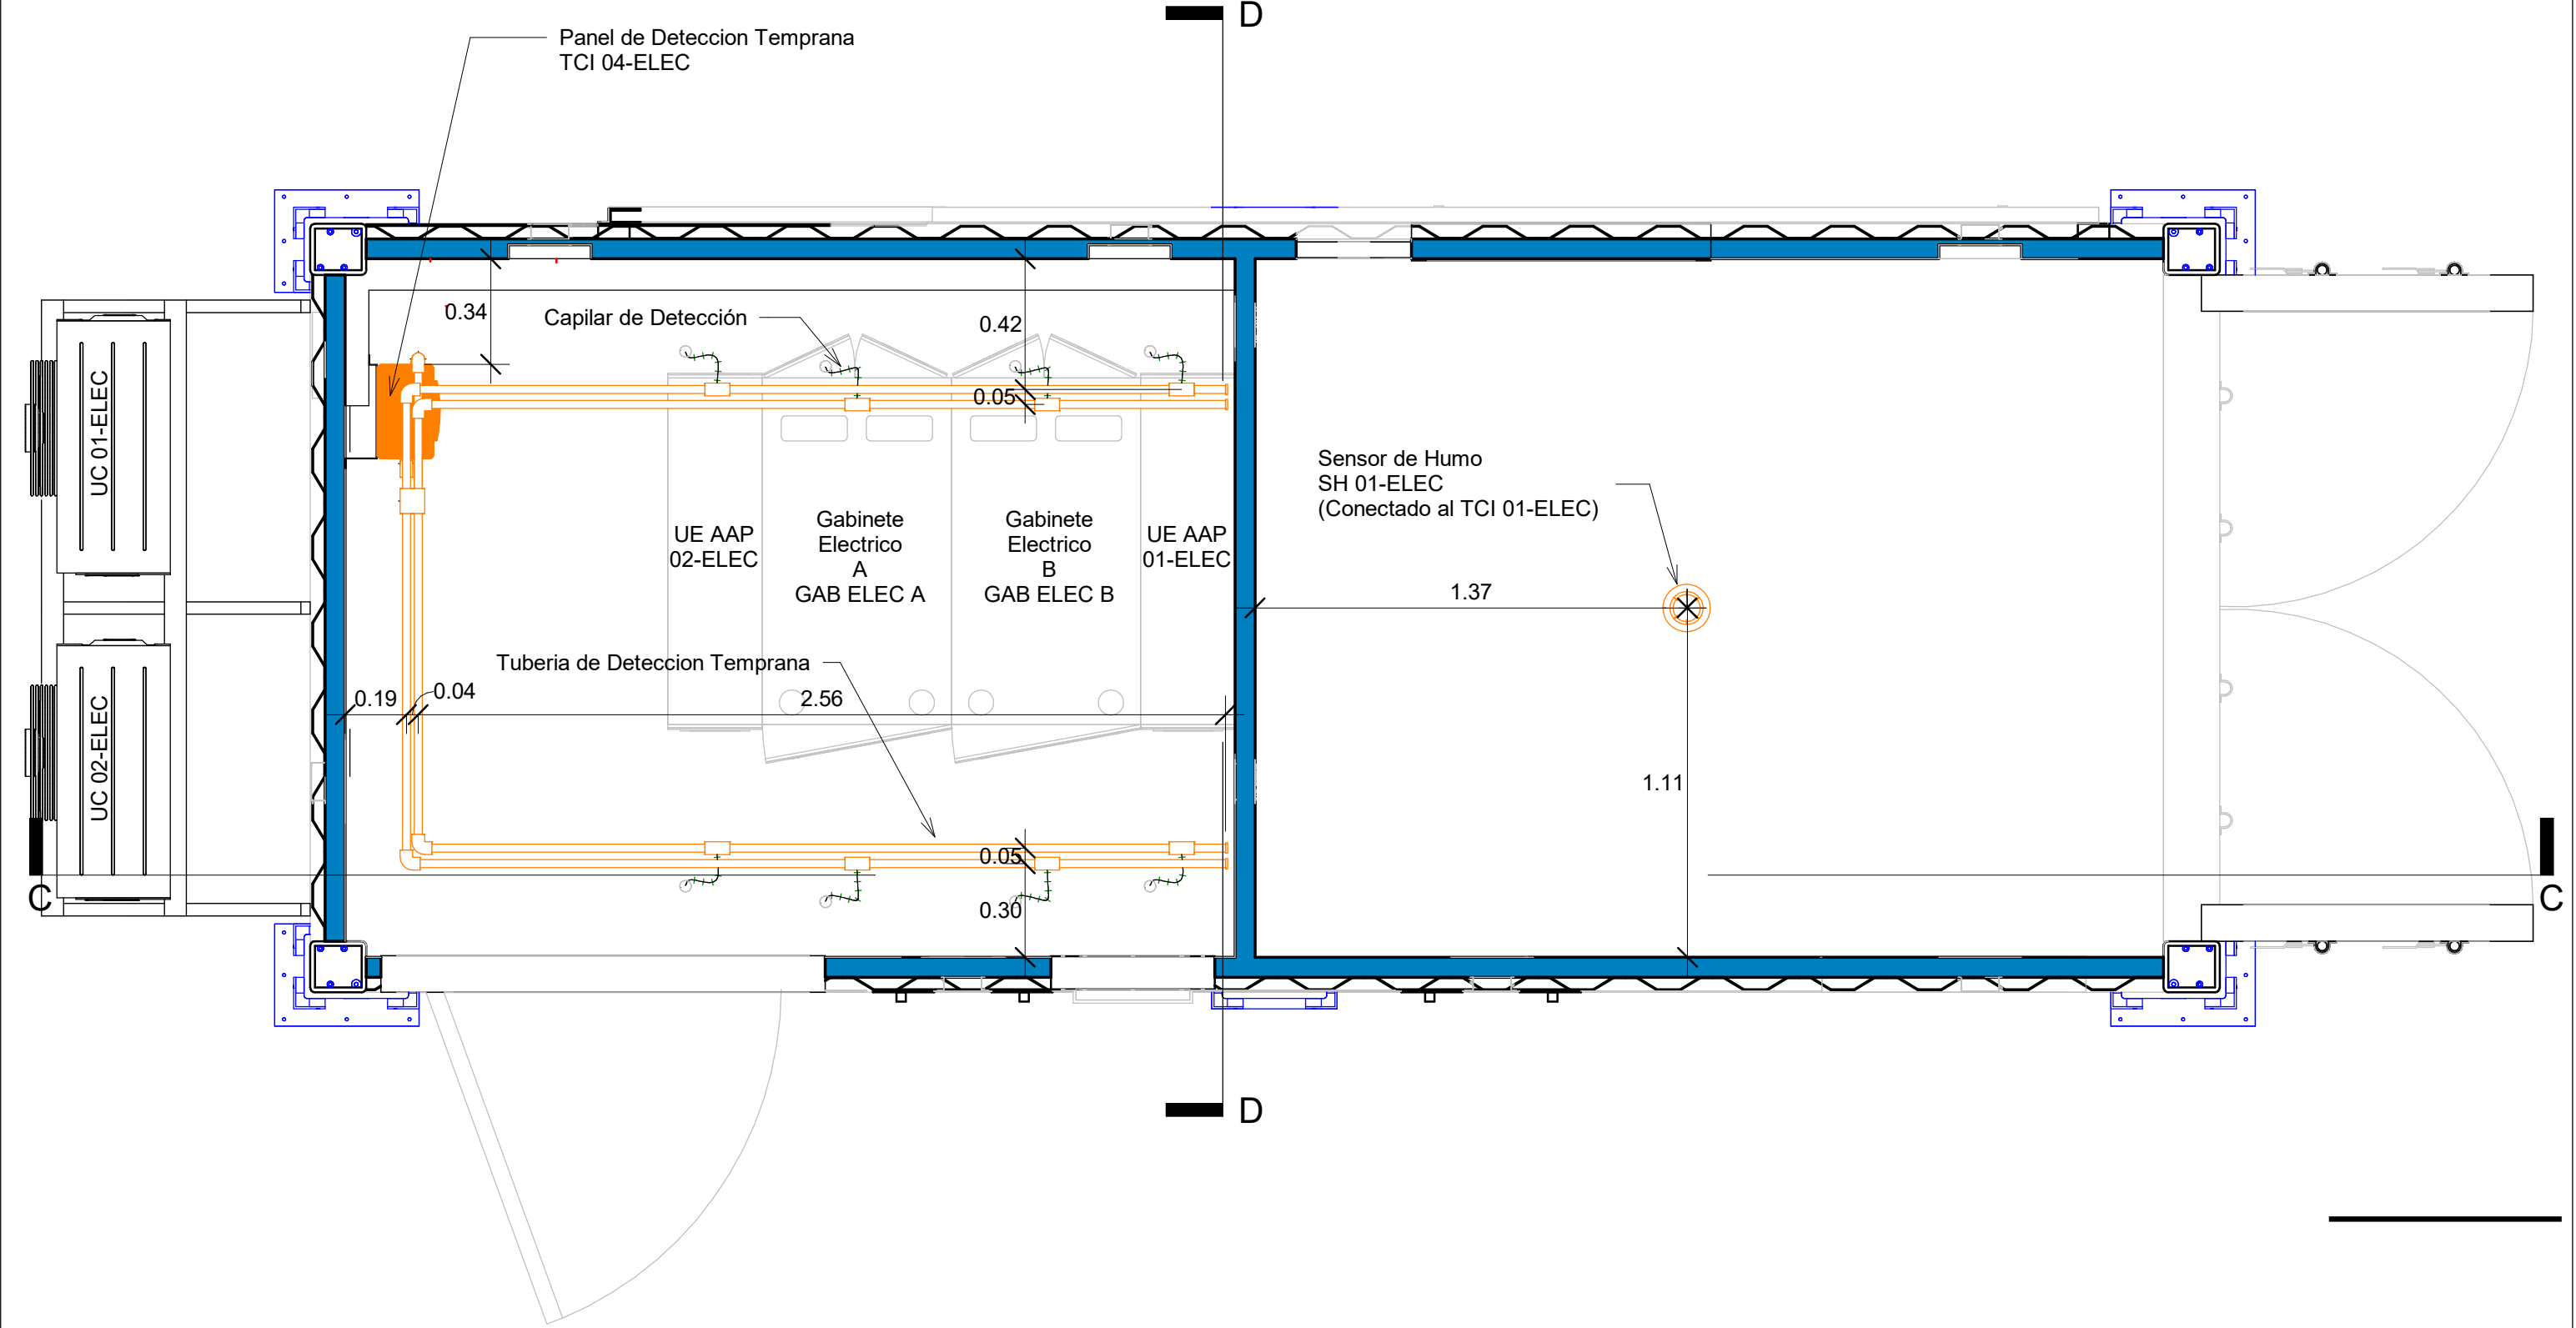 D
Panel de Deteccion Temprana
TCI 04-ELEC
0.34
Capilar de Detección
0.42
0.05
UC 01-ELEC
Sensor de Humo
SH 01-ELEC
(Conectado al TCI 01-ELEC)
UE AAP
02-ELEC
Gabinete
Electrico
A
GAB ELEC A
Gabinete
Electrico
B
GAB ELEC B
UE AAP
01-ELEC
1.37
Tuberia de Deteccion Temprana
0.19
0.04
2.56
UC 02-ELEC
1.11
0.05
0.30
C
C
D